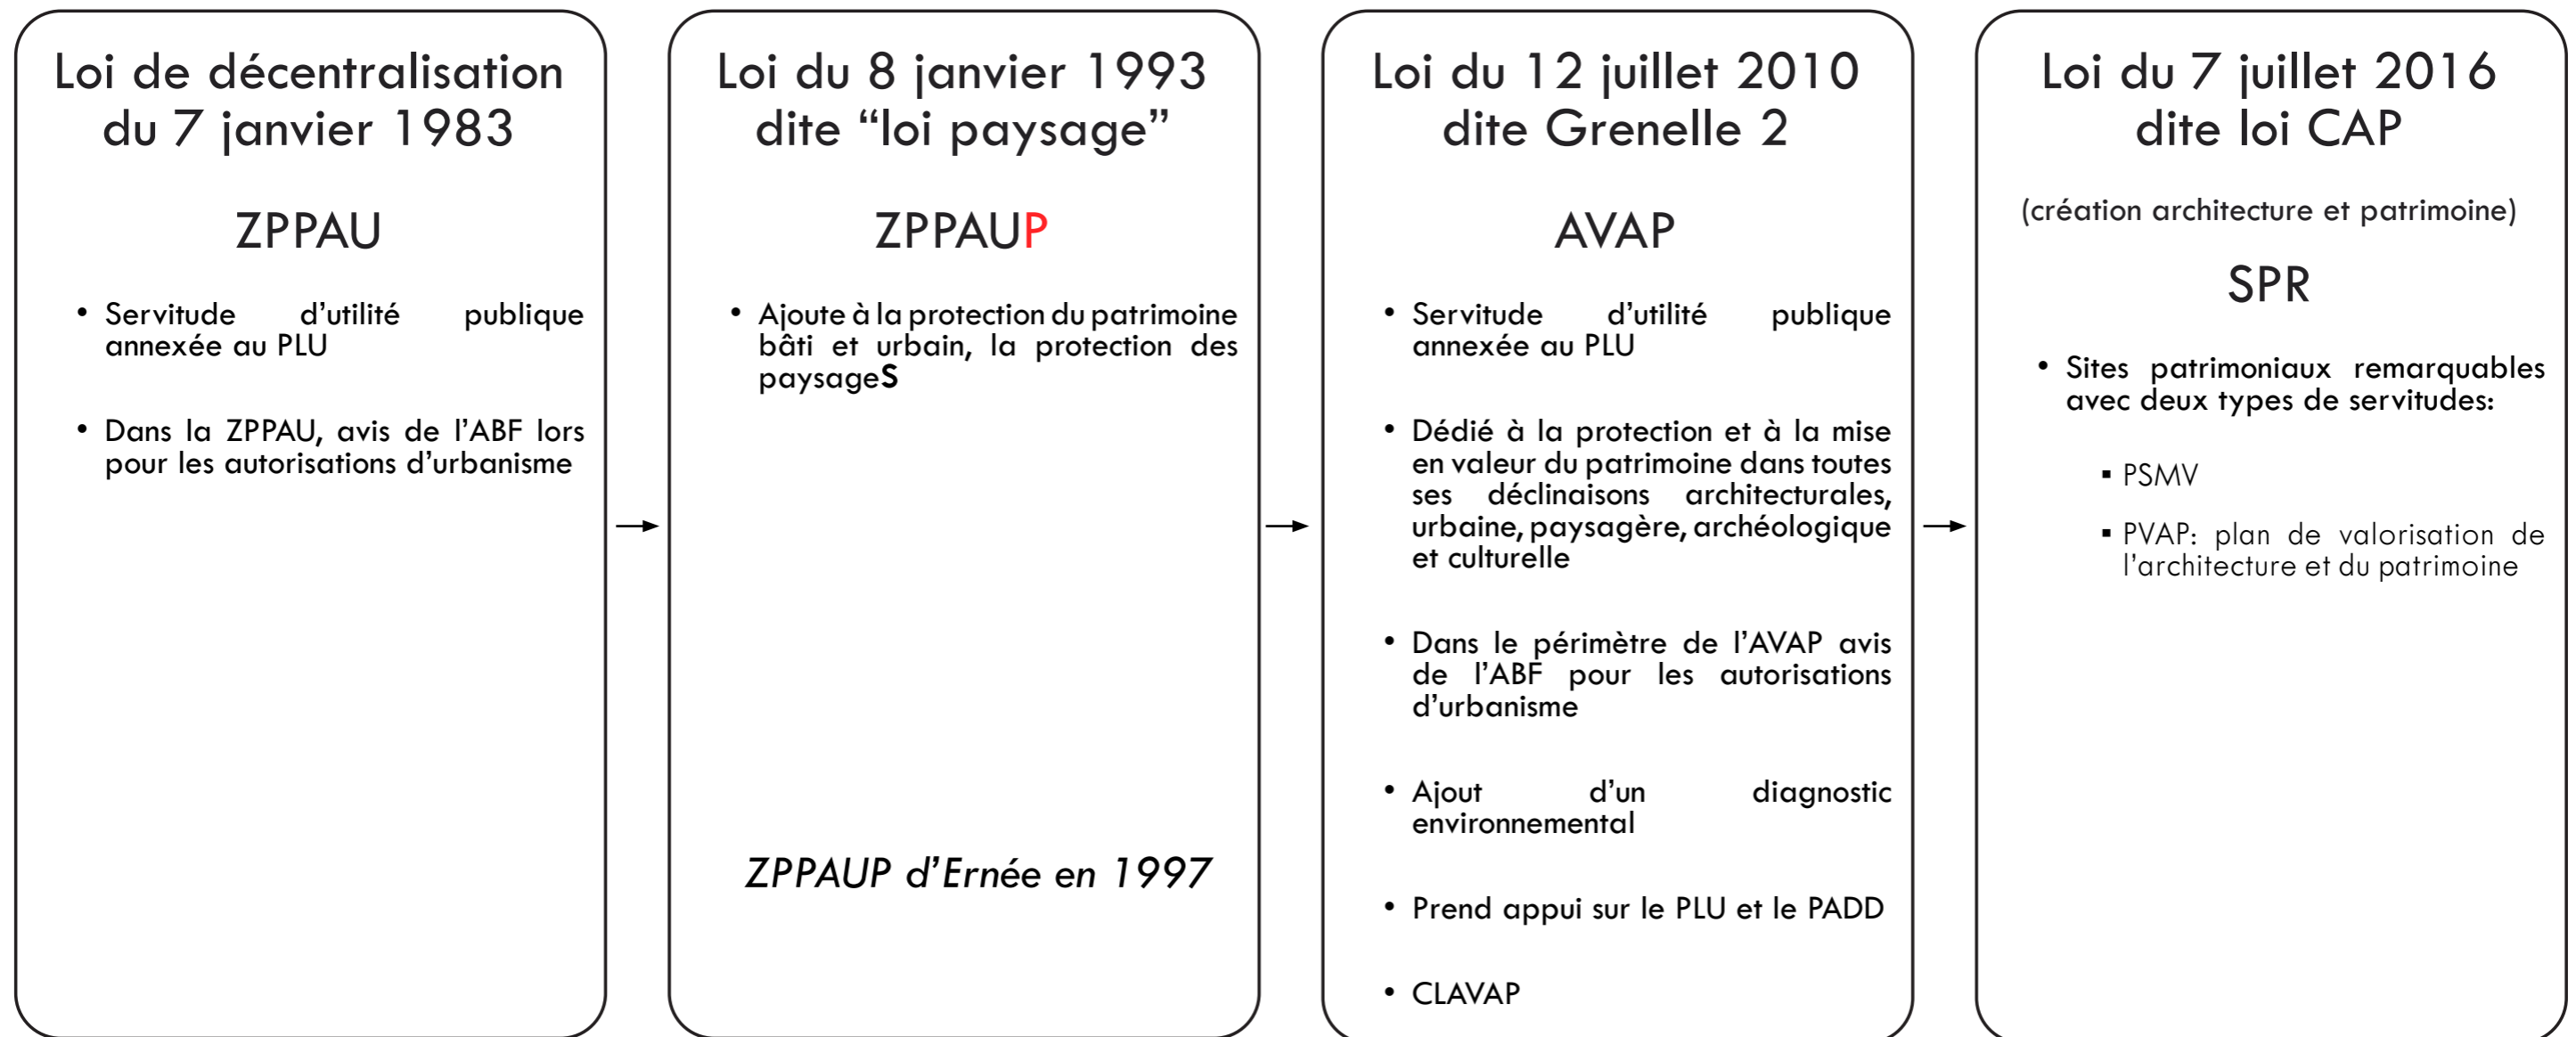 Loi de décentralisation
du 7 janvier 1983
ZPPAU
• Servitude d’utilité publique
annexée au PLU
• Dans la ZPPAU, avis de l’ABF lors
pour les autorisations d’urbanisme
Loi du 8 janvier 1993
dite “loi paysage”
ZPPAUP
• Ajoute à la protection du patrimoine
bâti et urbain, la protection des
paysageS
ZPPAUP d’Ernée en 1997
Loi du 12 juillet 2010
dite Grenelle 2
AVAP
• Servitude d’utilité publique
annexée au PLU
• Dédié à la protection et à la mise
en valeur du patrimoine dans toutes
ses déclinaisons architecturales,
urbaine, paysagère, archéologique
et culturelle
• Dans le périmètre de l’AVAP avis
de l’ABF pour les autorisations
d’urbanisme
• Ajout d’un diagnostic
environnemental
• Prend appui sur le PLU et le PADD
• CLAVAP
Loi du 7 juillet 2016
dite loi CAP
(création architecture et patrimoine)
SPR
• Sites patrimoniaux remarquables
avec deux types de servitudes:
▪ PSMV
▪ PVAP: plan de valorisation de
l’architecture et du patrimoine